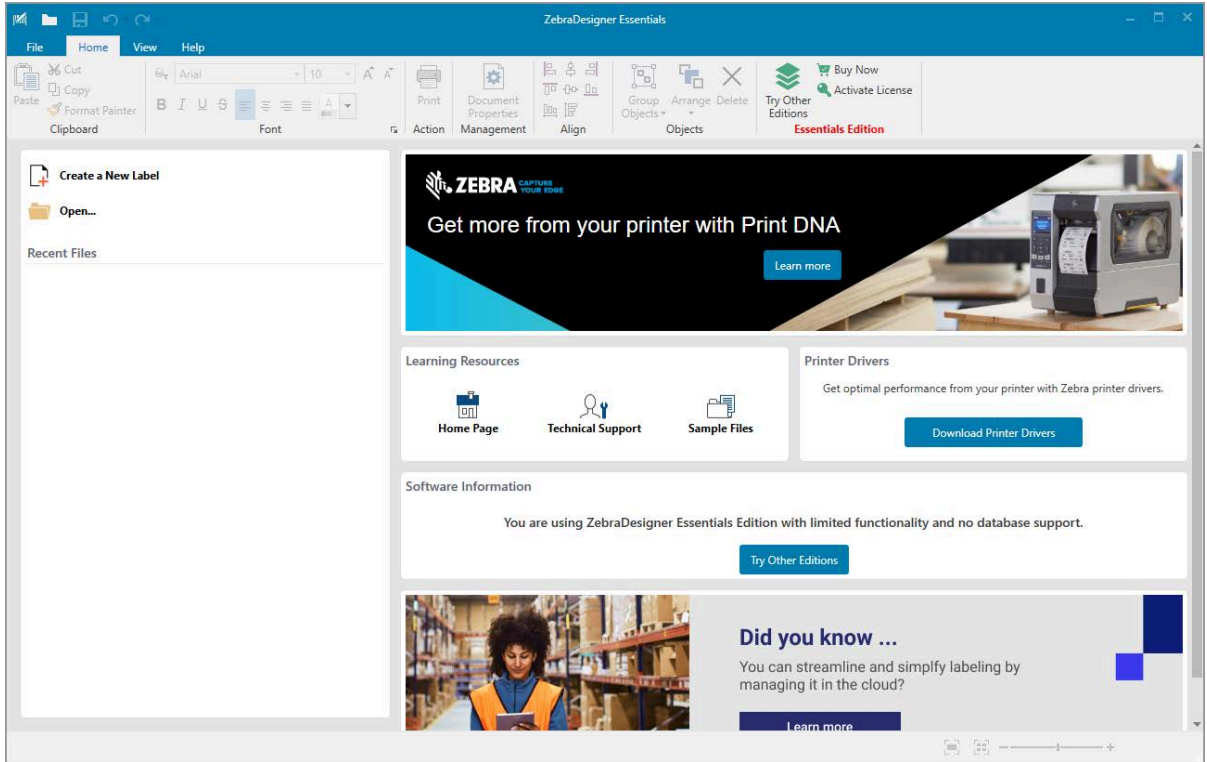 ZebraDesigner Essentials
File Home View Help
Paste
Cut
Copy
Format Painter
Clipboard
Arial 10
B I U S
Font
Print
Action
Document
Properties
Management
Align
Group
Objects
Arrange
Delete
Objects
Try Other
Editions
Buy Now
Activate License
Essentials Edition
Create a New Label
Open...
Recent Files
ZEBRA CAPTURE
YOUR EDGE
Get more from your printer with Print DNA
Learn more
Learning Resources
Home Page
Technical Support
Sample Files
Printer Drivers
Get optimal performance from your printer with Zebra printer drivers.
Download Printer Drivers
Software Information
You are using ZebraDesigner Essentials Edition with limited functionality and no database support.
Try Other Editions
Did you know ...
You can streamline and simplfy labeling by
managing it in the cloud?
Learn more